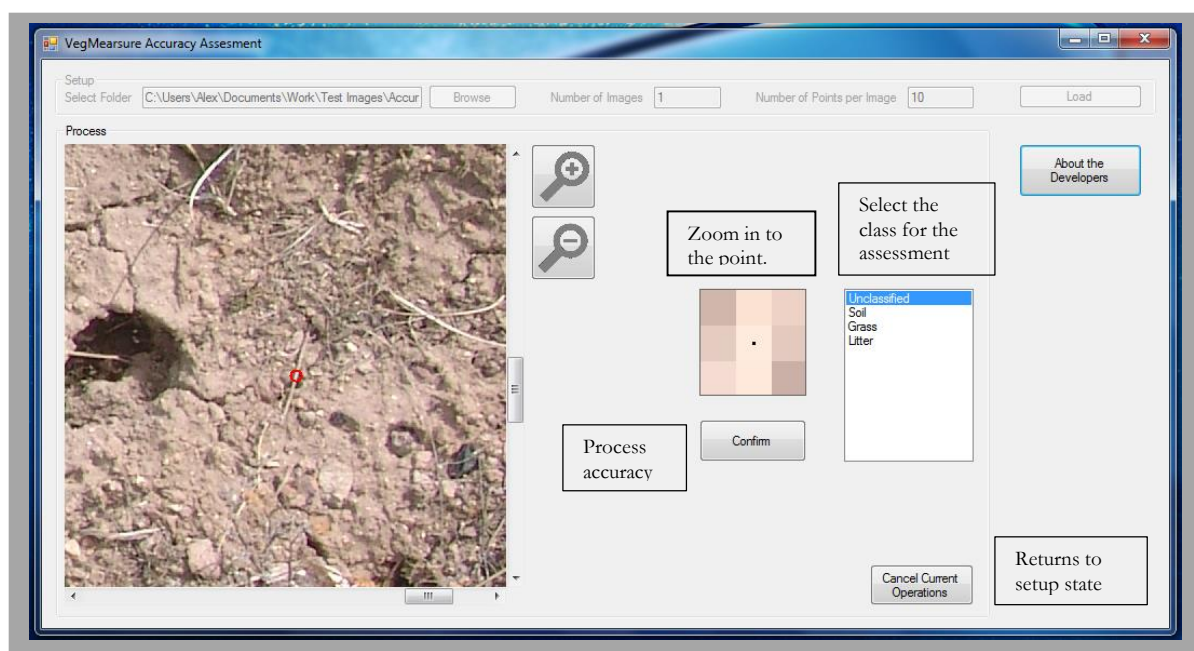 VegMearsure Accuracy Assesment
Setup
Select Folder C:\Users\Alex\Documents\Work\Test Images\Accur Browse Number of Images 1 Number of Points per Image 10 Load
Process
About the
Developers
Select the
class for the
assessment
Zoom in to
the point.
Unclassified
Soil
Grass
Litter
Process
accuracy
Confirm
Returns to
setup state
Cancel Current
Operations